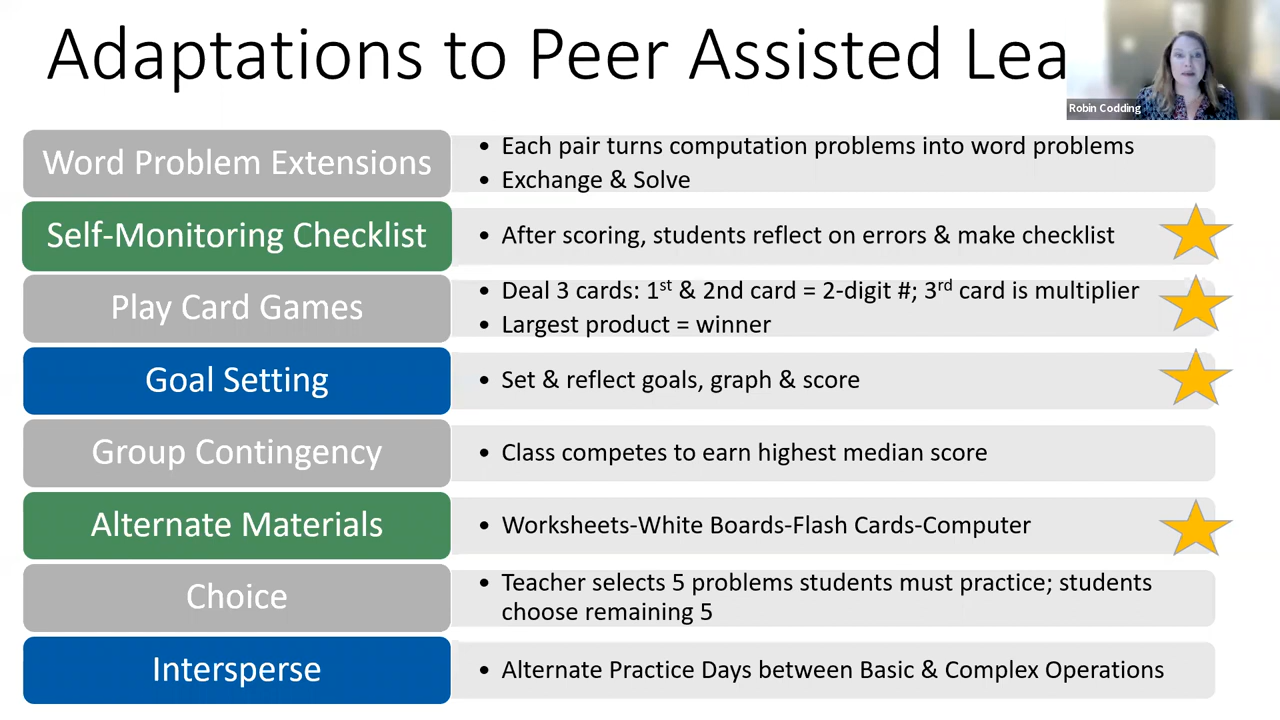 Adaptations to Peer Assisted Lea
Robin Codding
Word Problem Extensions
• Each pair turns computation problems into word problems
• Exchange & Solve
Self-Monitoring Checklist
• After scoring, students reflect on errors & make checklist
Play Card Games
• Deal 3 cards: 1st & 2nd card = 2-digit #; 3rd card is multiplier
• Largest product = winner
Goal Setting
• Set & reflect goals, graph & score
Group Contingency
• Class competes to earn highest median score
Alternate Materials
• Worksheets-White Boards-Flash Cards-Computer
Choice
• Teacher selects 5 problems students must practice; students
choose remaining 5
Intersperse
• Alternate Practice Days between Basic & Complex Operations